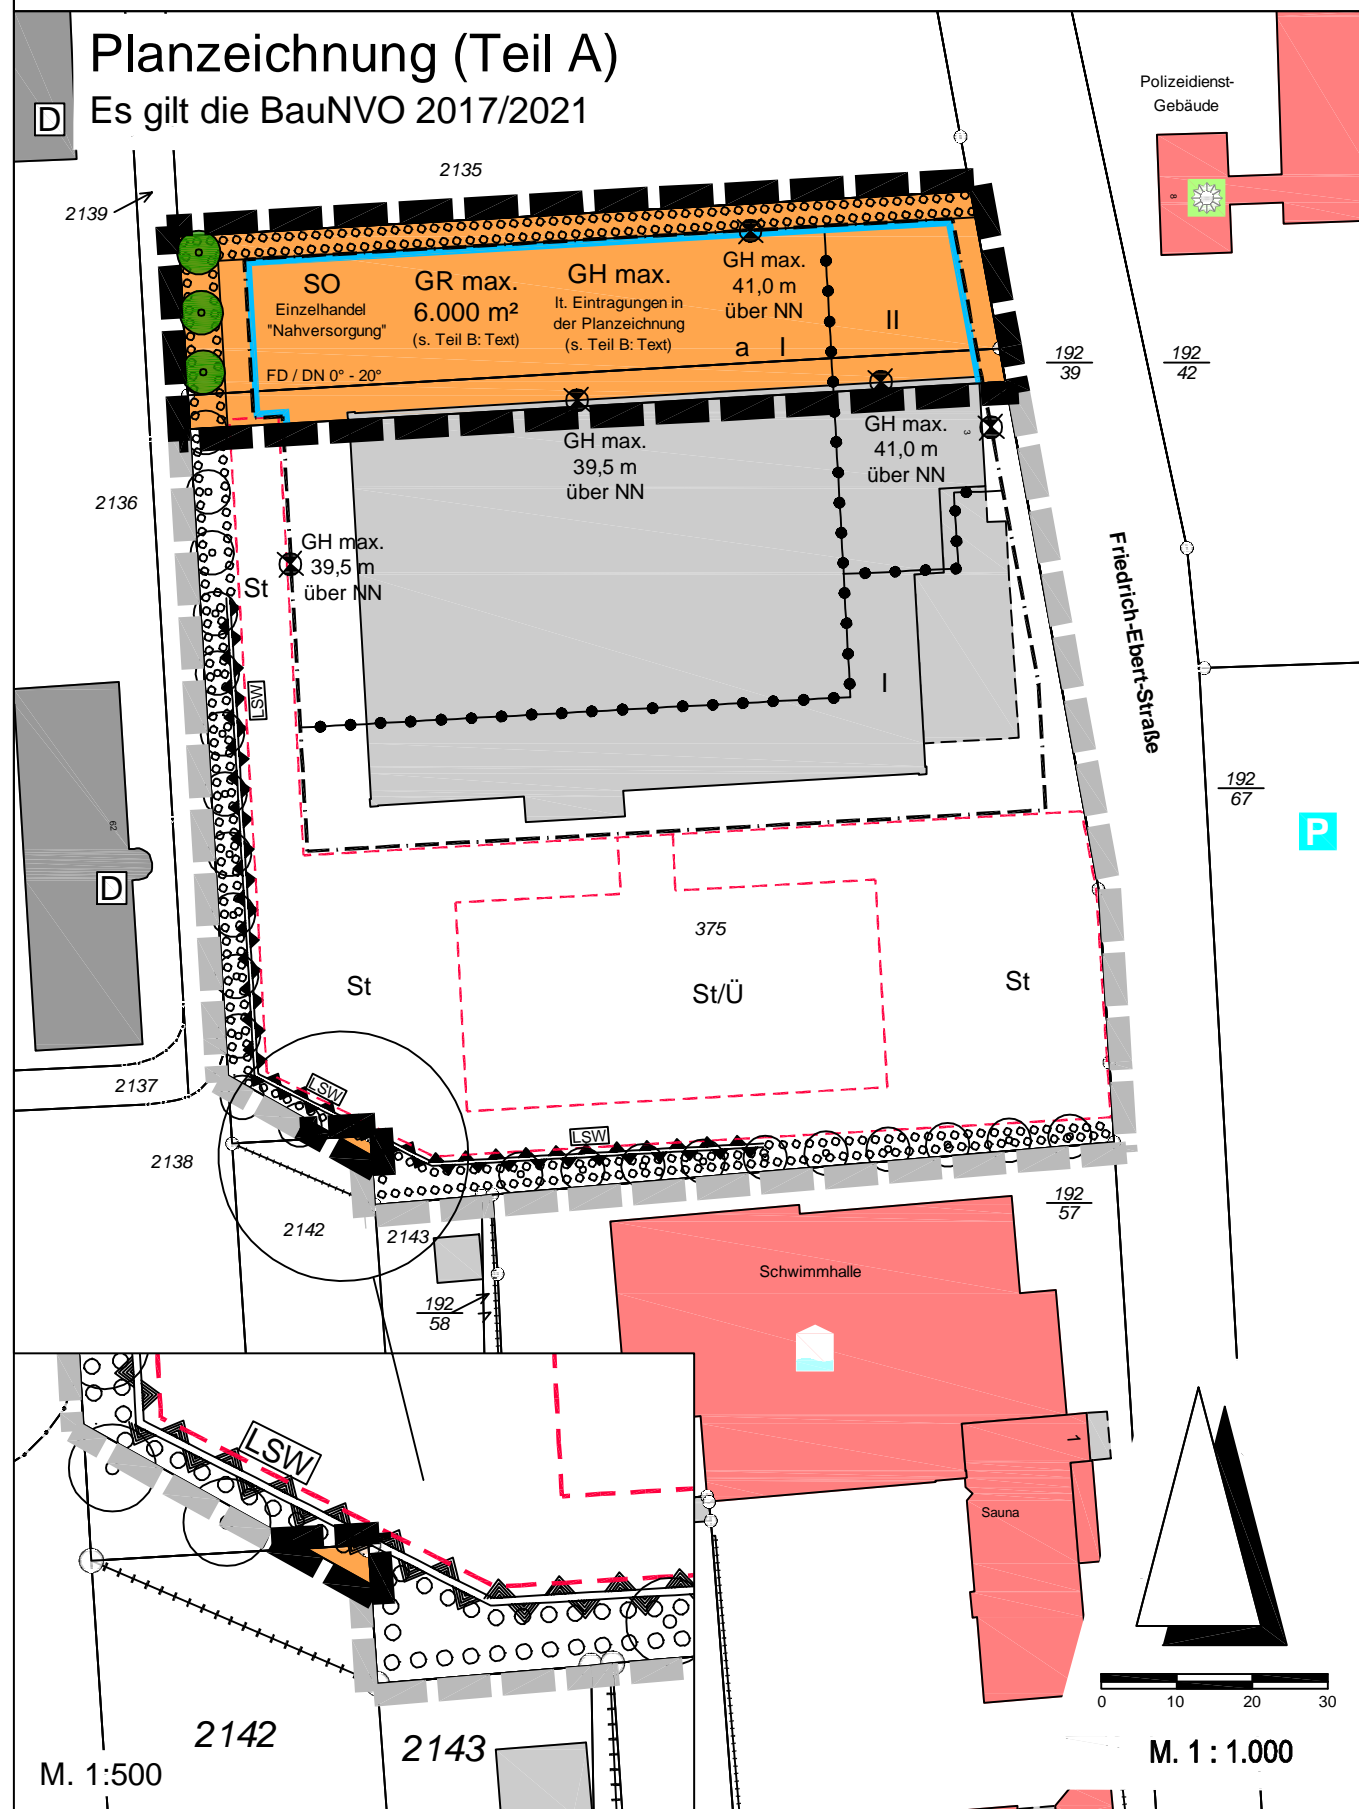 Planzeichnung (Teil A)
Es gilt die BauNVO 2017/2021
D
Polizeidienst-
Gebäude
8
2135
2139
SO
Einzelhandel
"Nahversorgung"
GR max.
6.000 m²
(s. Teil B: Text)
GH max.
lt. Eintragungen in
der Planzeichnung
(s. Teil B: Text)
GH max.
41,0 m
über NN
II
a I
FD / DN 0° - 20°
192
39
192
42
GH max.
39,5 m
über NN
GH max.
41,0 m
über NN
3
2136
GH max.
39,5 m
über NN
St
Friedrich-Ebert-Straße
LSW
I
192
67
P
62
D
375
St
St/Ü
St
2137
LSW
LSW
2138
192
57
2142
2143
Schwimmhalle
192
58
LSW
1
Sauna
0 10 20 30
2142
2143
M. 1:500
M. 1 : 1.000